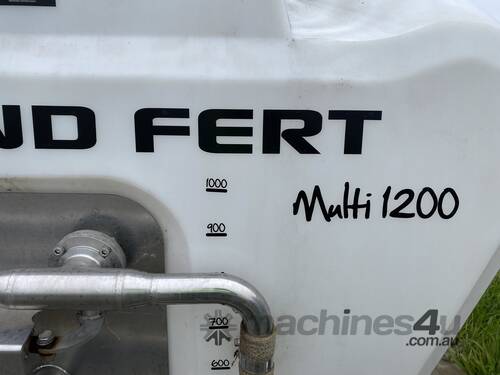 ND FERT
1000
Multi 1200
900
700
600
machines4u
.com.au